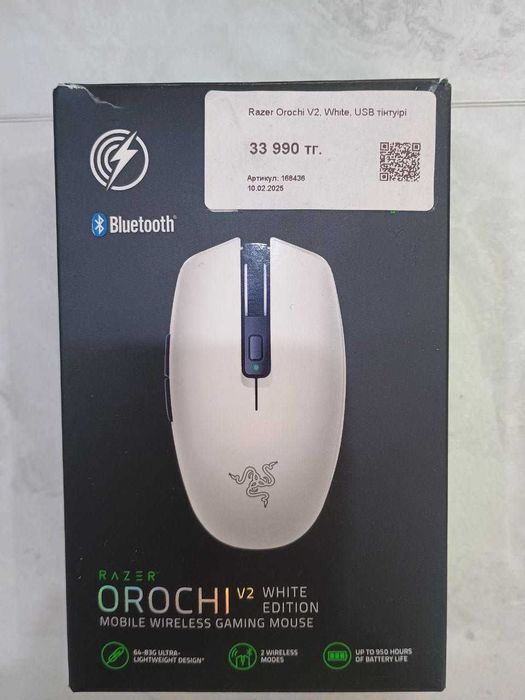 Razer Orochi V2, White, USB тінтуірі
33 990 тг.
Артикул: 168436
10.02.2025
Bluetooth®
RAZER™
OROCHI V2 WHITE EDITION
MOBILE WIRELESS GAMING MOUSE
64-83G ULTRA-
LIGHTWEIGHT DESIGN*
2 WIRELESS
MODES
UP TO 950 HOURS
OF BATTERY LIFE